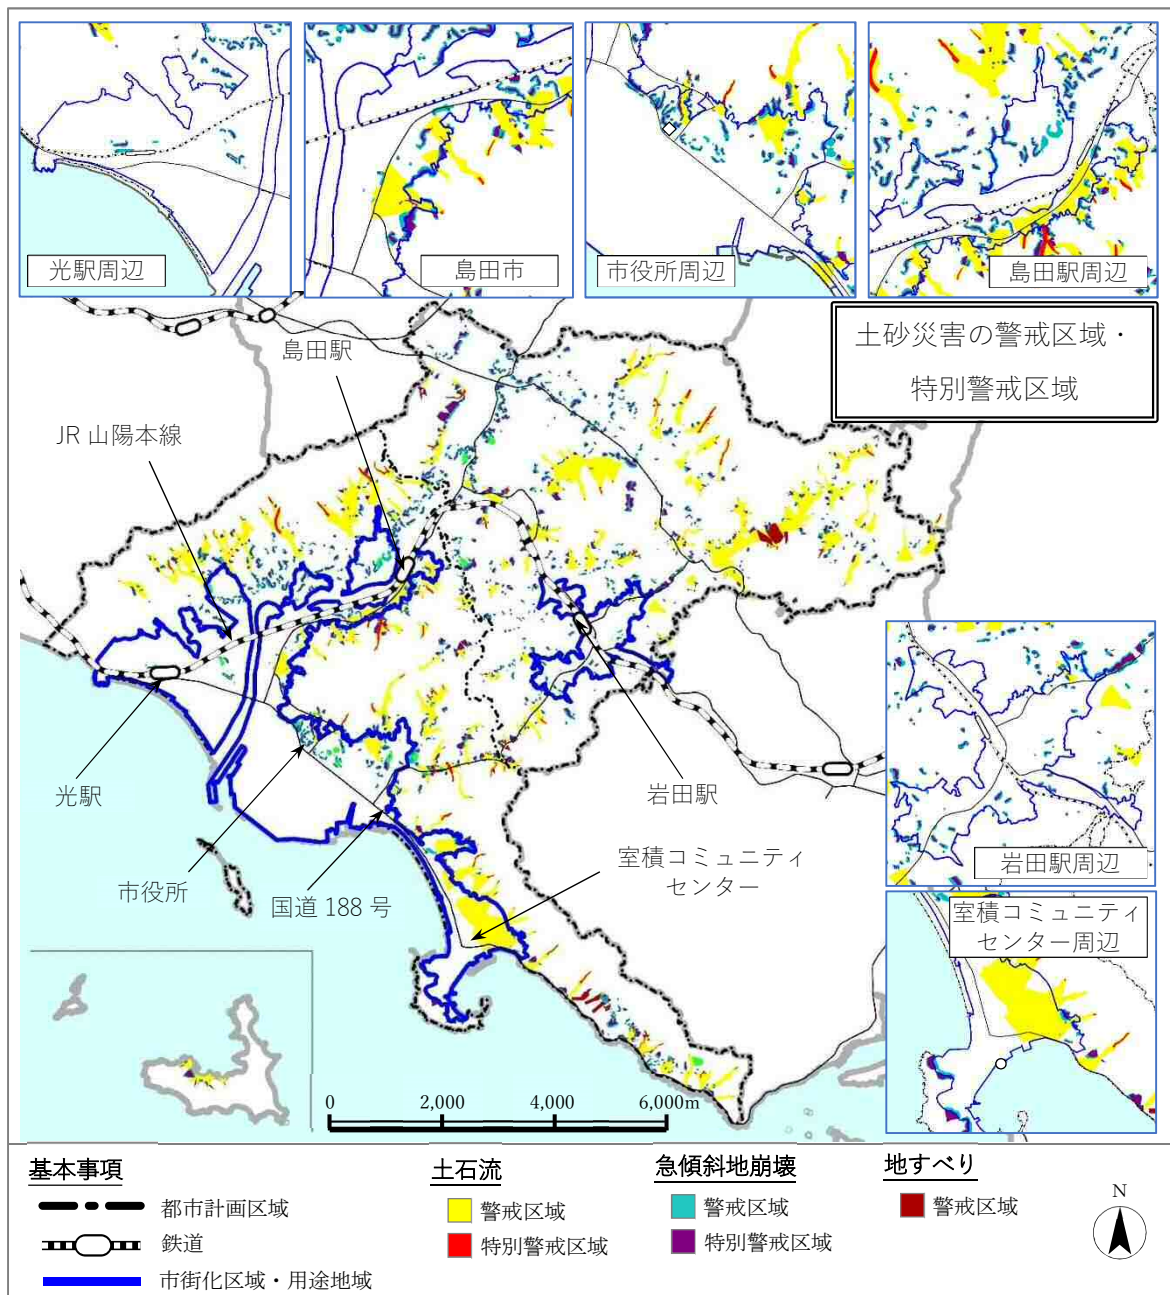 光駅周辺
島田市
市役所周辺
島田駅周辺
土砂災害の警戒区域・
特別警戒区域
島田駅
JR 山陽本線
光駅
市役所
国道 188 号
岩田駅
室積コミュニティ
センター
岩田駅周辺
室積コミュニティ
センター周辺
0 2,000 4,000 6,000m
基本事項
都市計画区域
鉄道
市街化区域・用途地域
土石流
警戒区域
特別警戒区域
急傾斜地崩壊
警戒区域
特別警戒区域
地すべり
警戒区域
N